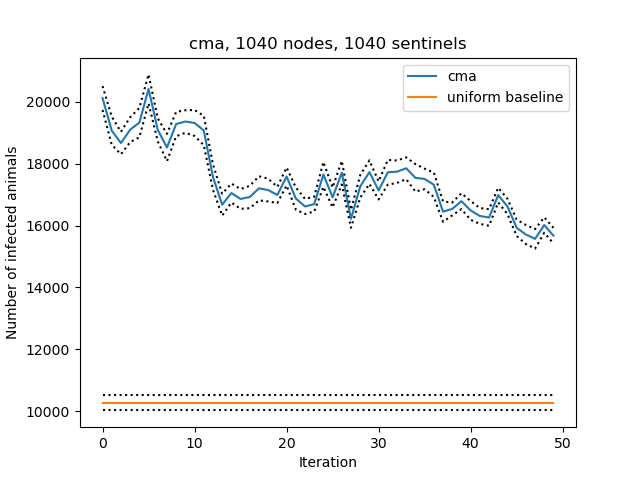 cma, 1040 nodes, 1040 sentinels
cma
uniform baseline
Number of infected animals
20000
18000
16000
14000
12000
10000
0 10 20 30 40 50
Iteration